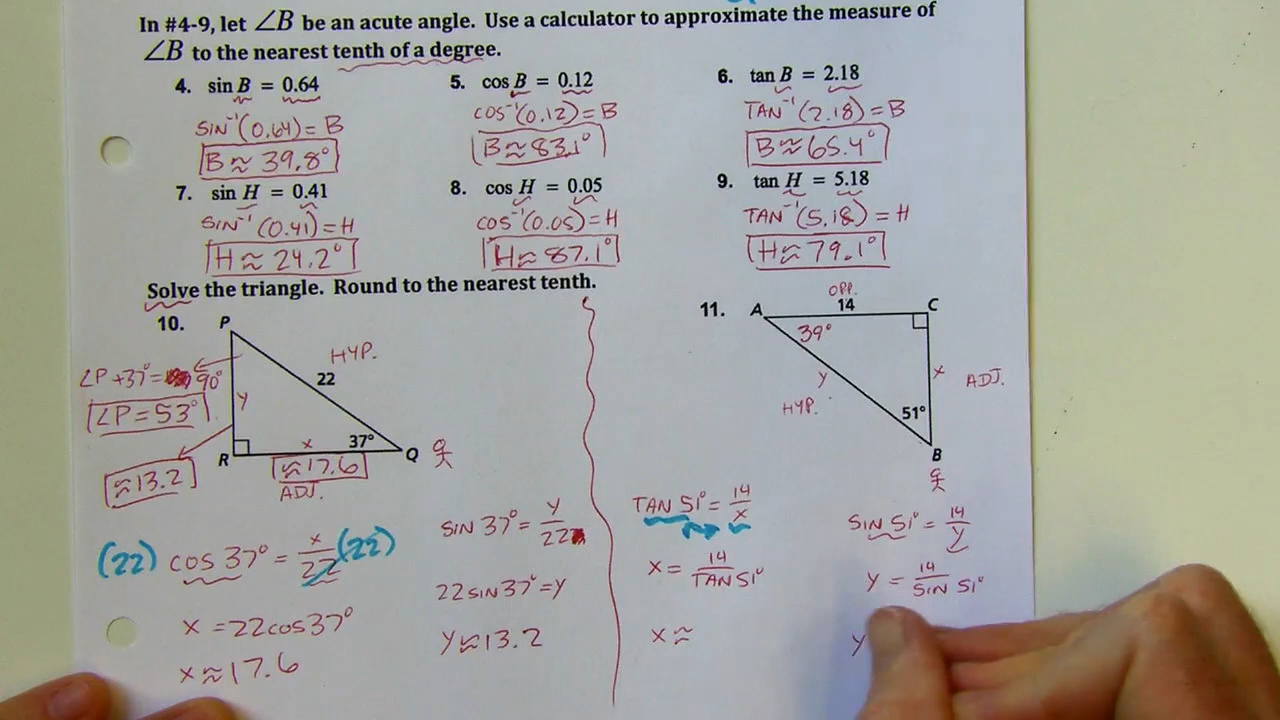 In #4-9, let ∠B be an acute angle. Use a calculator to approximate the measure of
∠B to the nearest tenth of a degree.
4. sin B = 0.64
SIN⁻¹(0.64) = B
B ≈ 39.8°
5. cos B = 0.12
COS⁻¹(0.12) = B
B ≈ 83.1°
6. tan B = 2.18
TAN⁻¹(2.18) = B
B ≈ 65.4°
7. sin H = 0.41
SIN⁻¹(0.41) = H
H ≈ 24.2°
8. cos H = 0.05
COS⁻¹(0.05) = H
H ≈ 87.1°
9. tan H = 5.18
TAN⁻¹(5.18) = H
H ≈ 79.1°
Solve the triangle. Round to the nearest tenth.
10. P
HYP.
22
∠P + 37° = 90°
∠P = 53°
y
x 37°
R Q
≈ 17.6
ADJ.
≈ 13.2
(22) COS 37° = x/22 (22)
x = 22 COS 37°
x ≈ 17.6
SIN 37° = y/22
22 SIN 37° = y
y ≈ 13.2
11. A C
OPP.
14
39°
x
ADJ.
y
HYP.
51°
B
TAN 51° = 14/x
x = 14/TAN 51°
x ≈
SIN 51° = 14/y
y = 14/SIN 51°
y